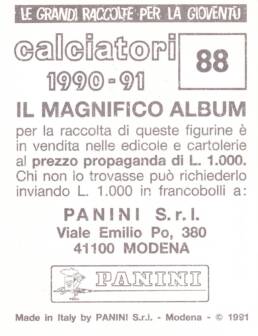 LE GRANDI RACCOLTE PER LA GIOVENTÙ
calciatori
1990-91
88
IL MAGNIFICO ALBUM
per la raccolta di queste figurine è
in vendita nelle edicole e cartolerie
al prezzo propaganda di L. 1.000.
Chi non lo trovasse può richiederlo
inviando L. 1.000 in francobolli a:
PANINI S.r.l.
Viale Emilio Po, 380
41100 MODENA
PANINI
Made in Italy by PANINI S.r.l. - Modena - © 1991